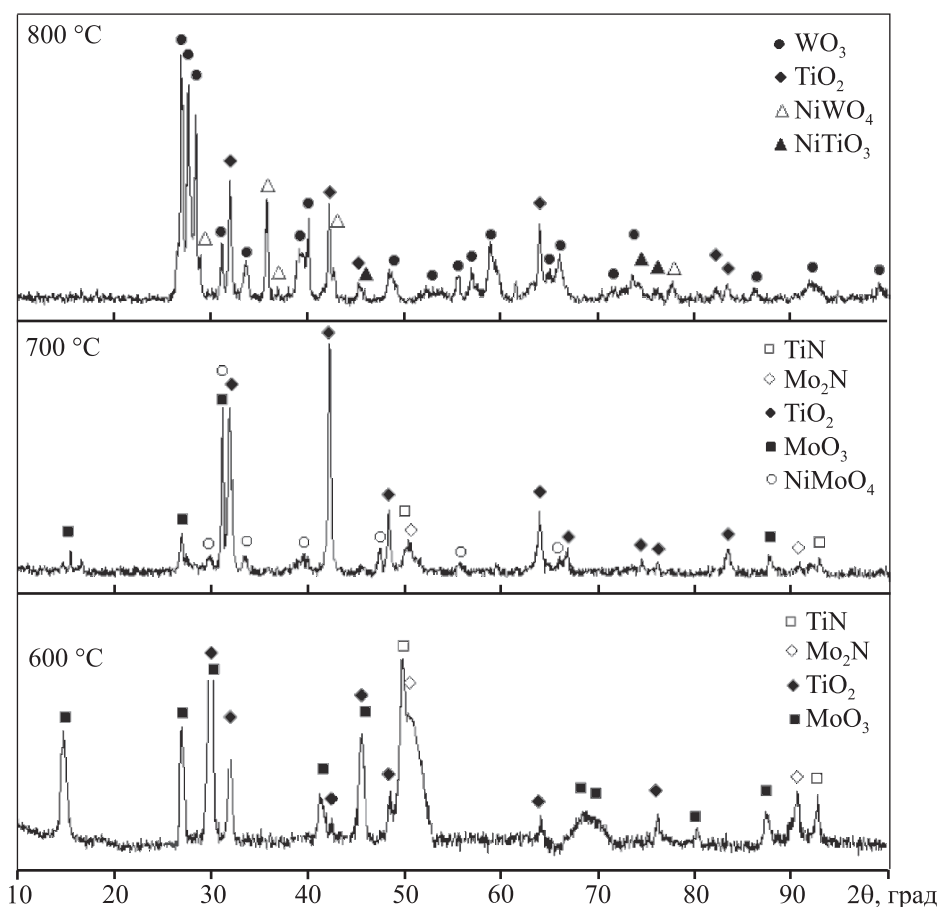 800 °C
WO₃
TiO₂
NiWO₄
NiTiO₃
700 °C
TiN
Mo₂N
TiO₂
MoO₃
NiMoO₄
600 °C
TiN
Mo₂N
TiO₂
MoO₃
10 20 30 40 50 60 70 80 90 2θ, град